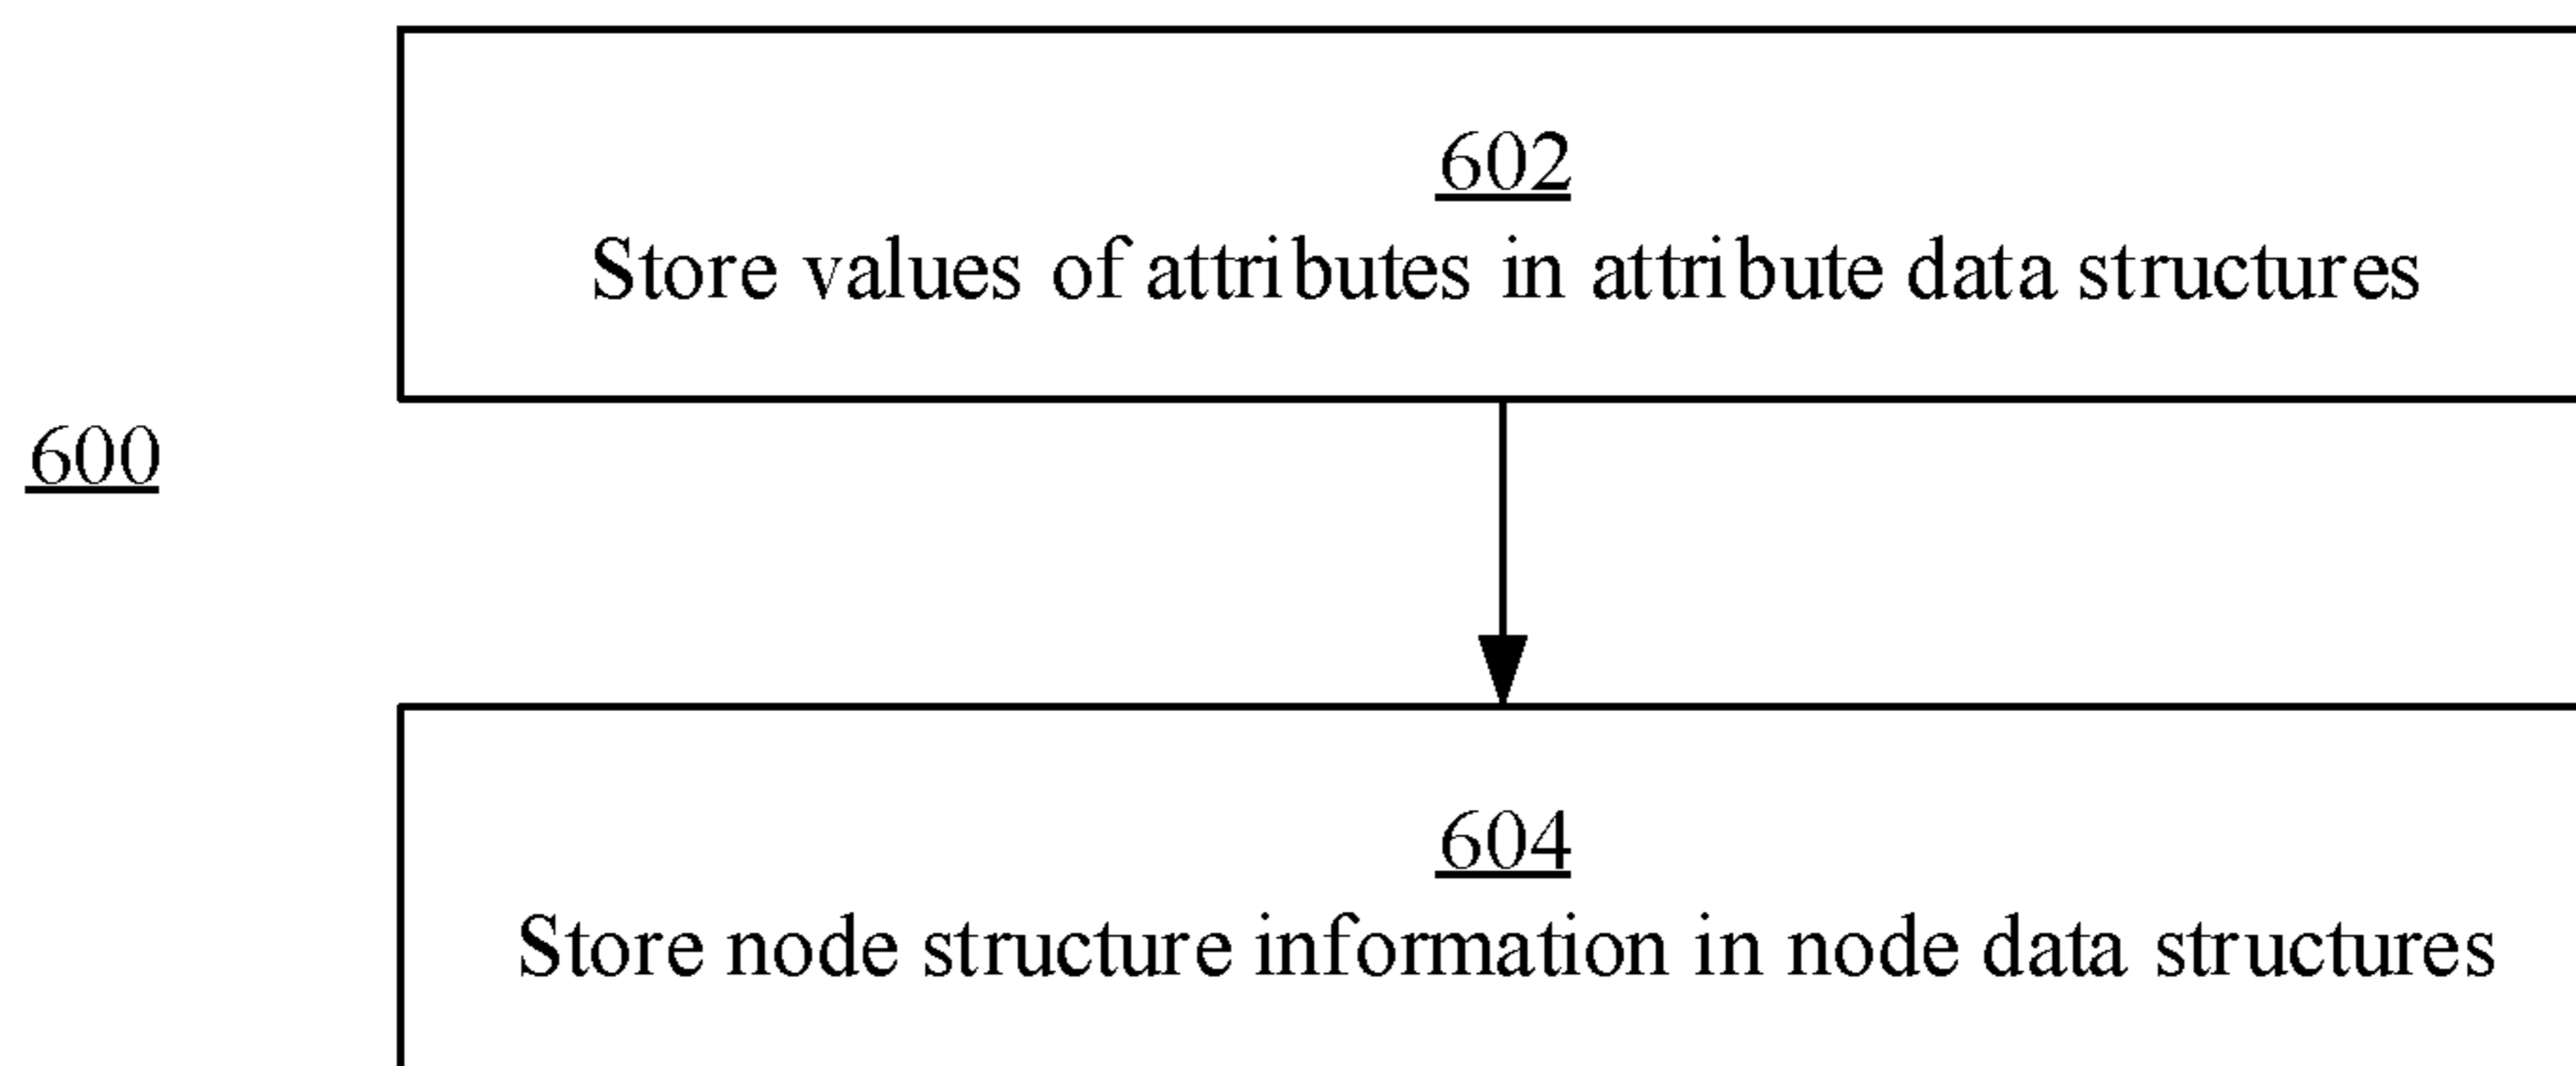 602
Store values of attributes in attribute data structures
600
604
Store node structure information in node data structures